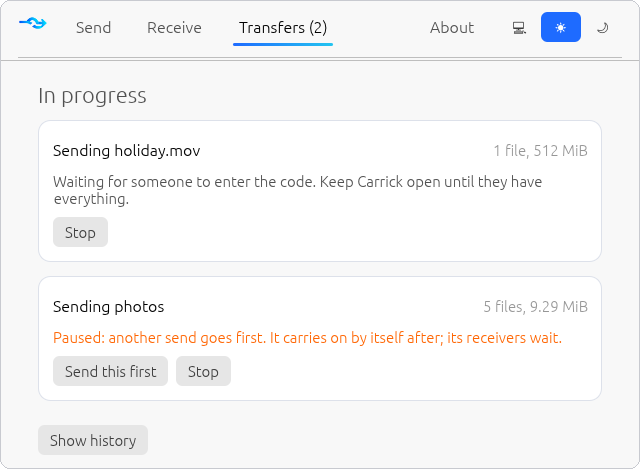 Send
Receive
Transfers (2)
About
In progress
Sending holiday.mov
1 file, 512 MiB
Waiting for someone to enter the code. Keep Carrick open until they have
everything.
Stop
Sending photos
5 files, 9.29 MiB
Paused: another send goes first. It carries on by itself after; its receivers wait.
Send this first
Stop
Show history